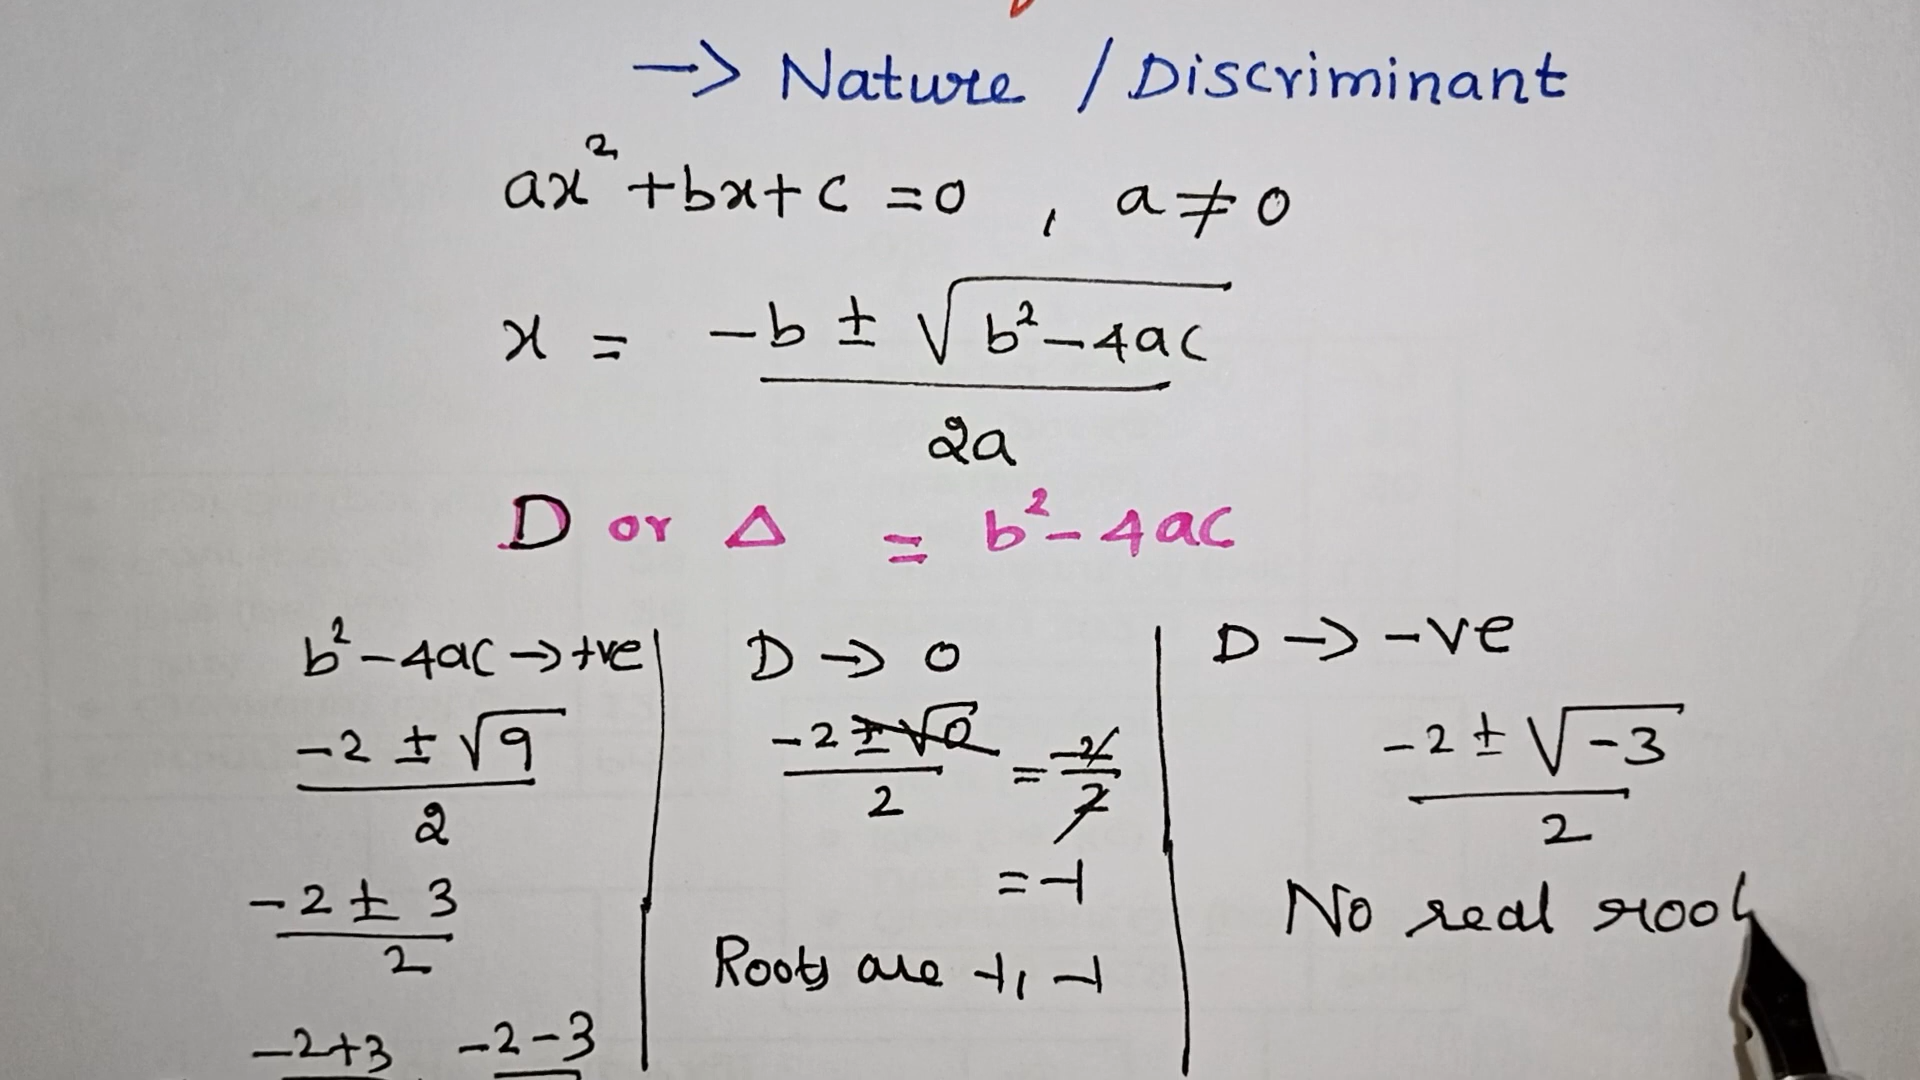 → Nature / Discriminant
ax² + bx + c = 0 , a ≠ 0
x = -b ± √b² - 4ac
2a
D or Δ = b² - 4ac
b² - 4ac → +ve
-2 ± √9
2
-2 ± 3
2
-2+3 -2-3
D → 0
-2 ± √0
2
= -2
2
= -1
Roots are -1, -1
D → -ve
-2 ± √-3
2
No real